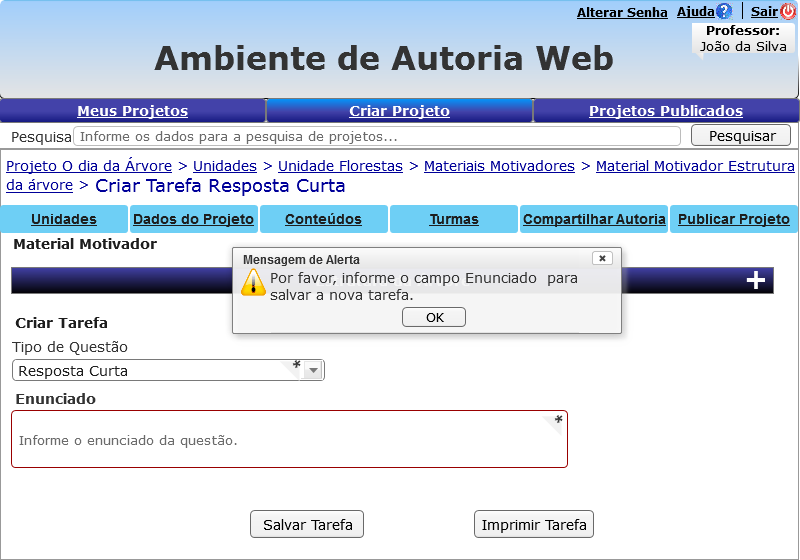 Alterar Senha Ajuda ? Sair
Professor:
João da Silva
Ambiente de Autoria Web
Meus Projetos Criar Projeto Projetos Publicados
Pesquisa Informe os dados para a pesquisa de projetos... Pesquisar
Projeto O dia da Árvore > Unidades > Unidade Florestas > Materiais Motivadores > Material Motivador Estrutura
da árvore > Criar Tarefa Resposta Curta
Unidades Dados do Projeto Conteúdos Turmas Compartilhar Autoria Publicar Projeto
Material Motivador
Mensagem de Alerta
Por favor, informe o campo Enunciado para
salvar a nova tarefa.
OK
Criar Tarefa
Tipo de Questão
Resposta Curta *
Enunciado
*
Informe o enunciado da questão.
Salvar Tarefa Imprimir Tarefa